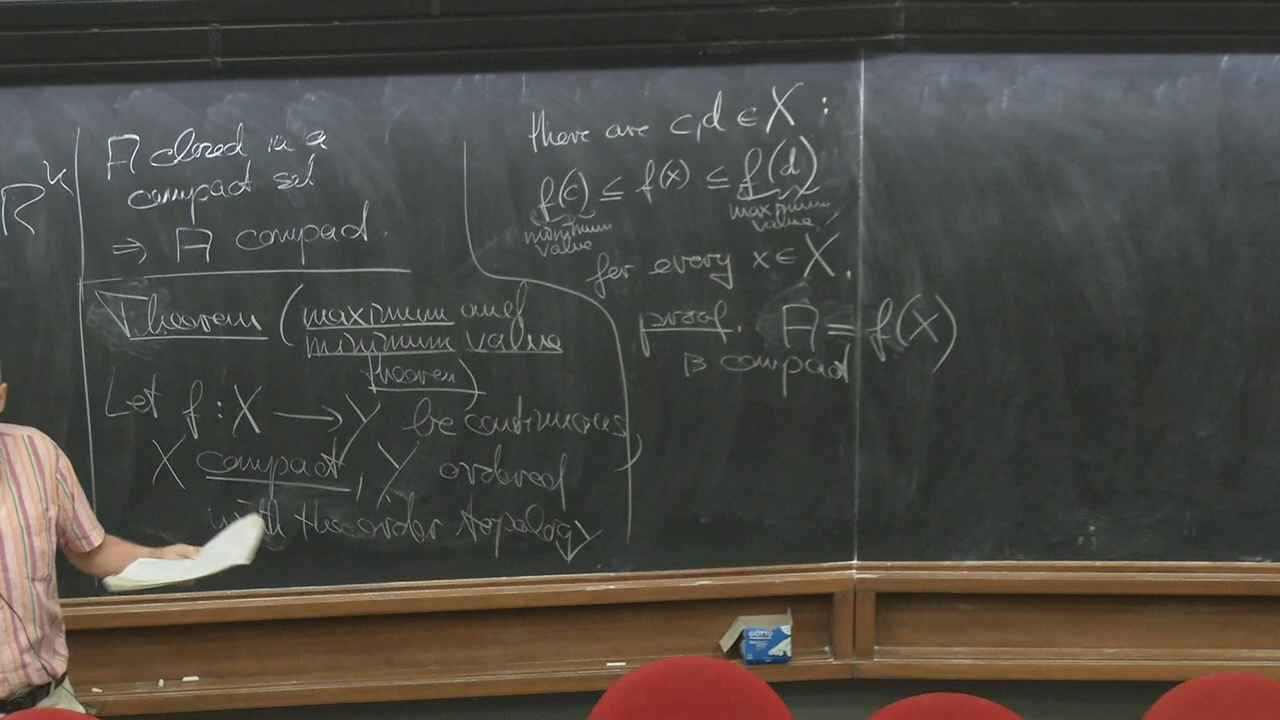 R^n
A closed in a
compact set
⇒ A compact.
Theorem (maximum and
minimum value
theorem)
Let f : X → Y be continuous,
X compact, Y ordered
with the order topology
there are c,d ∈ X :
f(c) ≤ f(x) ≤ f(d)
minimum value
maximum value
for every x ∈ X.
proof. A = f(X)
is compact
GIOTTO